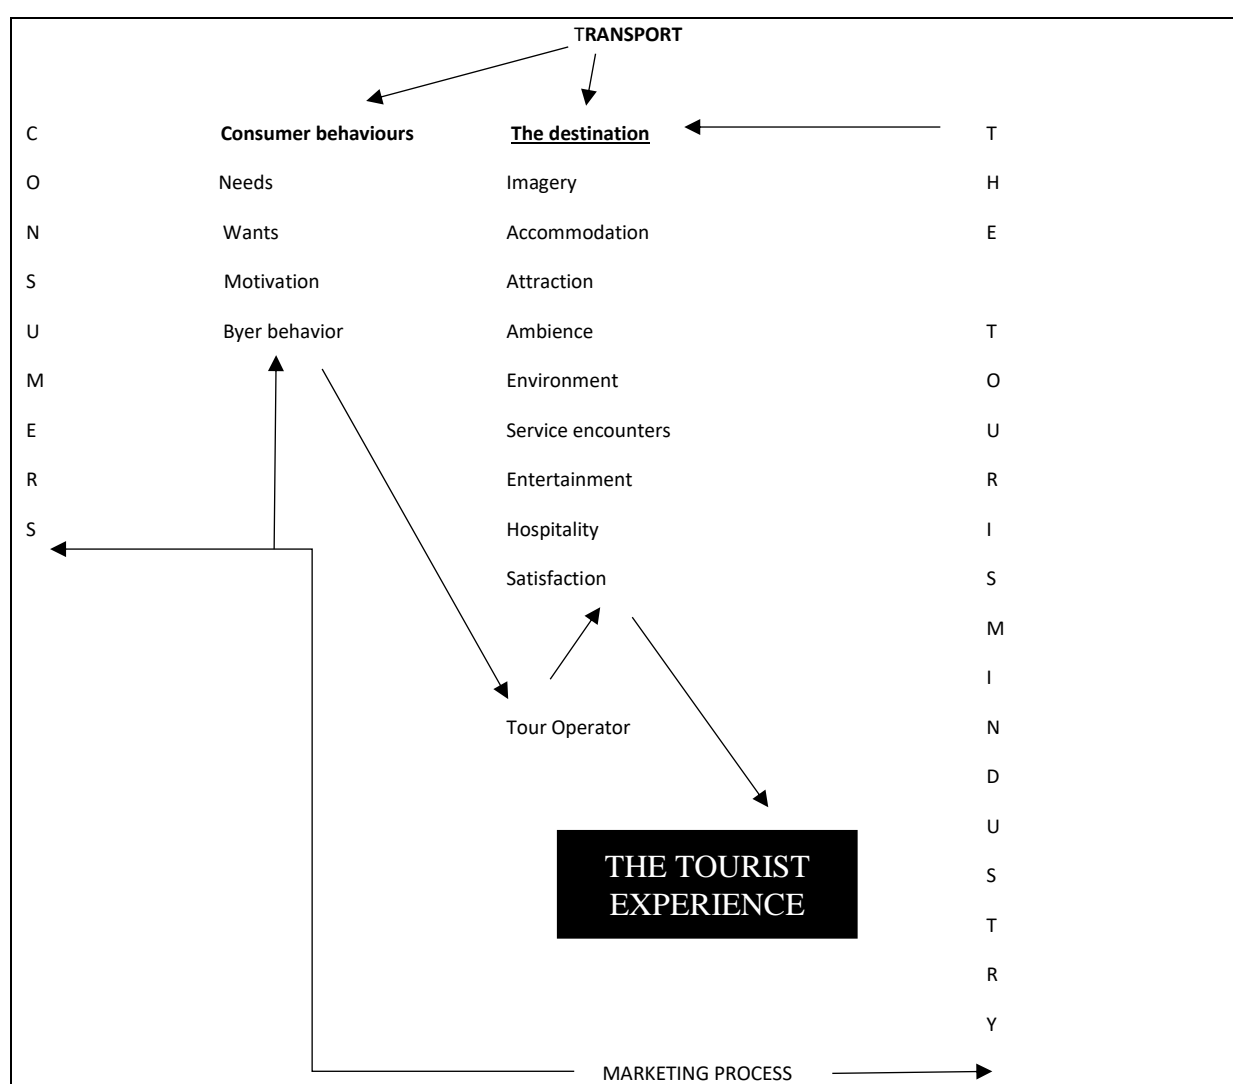 TRANSPORT
C Consumer behaviours The destination T
O Needs Imagery H
N Wants Accommodation E
S Motivation Attraction
U Byer behavior Ambience T
M Environment O
E Service encounters U
R Entertainment R
S Hospitality I
Satisfaction S
M
I
Tour Operator N
D
U
THE TOURIST
EXPERIENCE
S
T
R
Y
MARKETING PROCESS